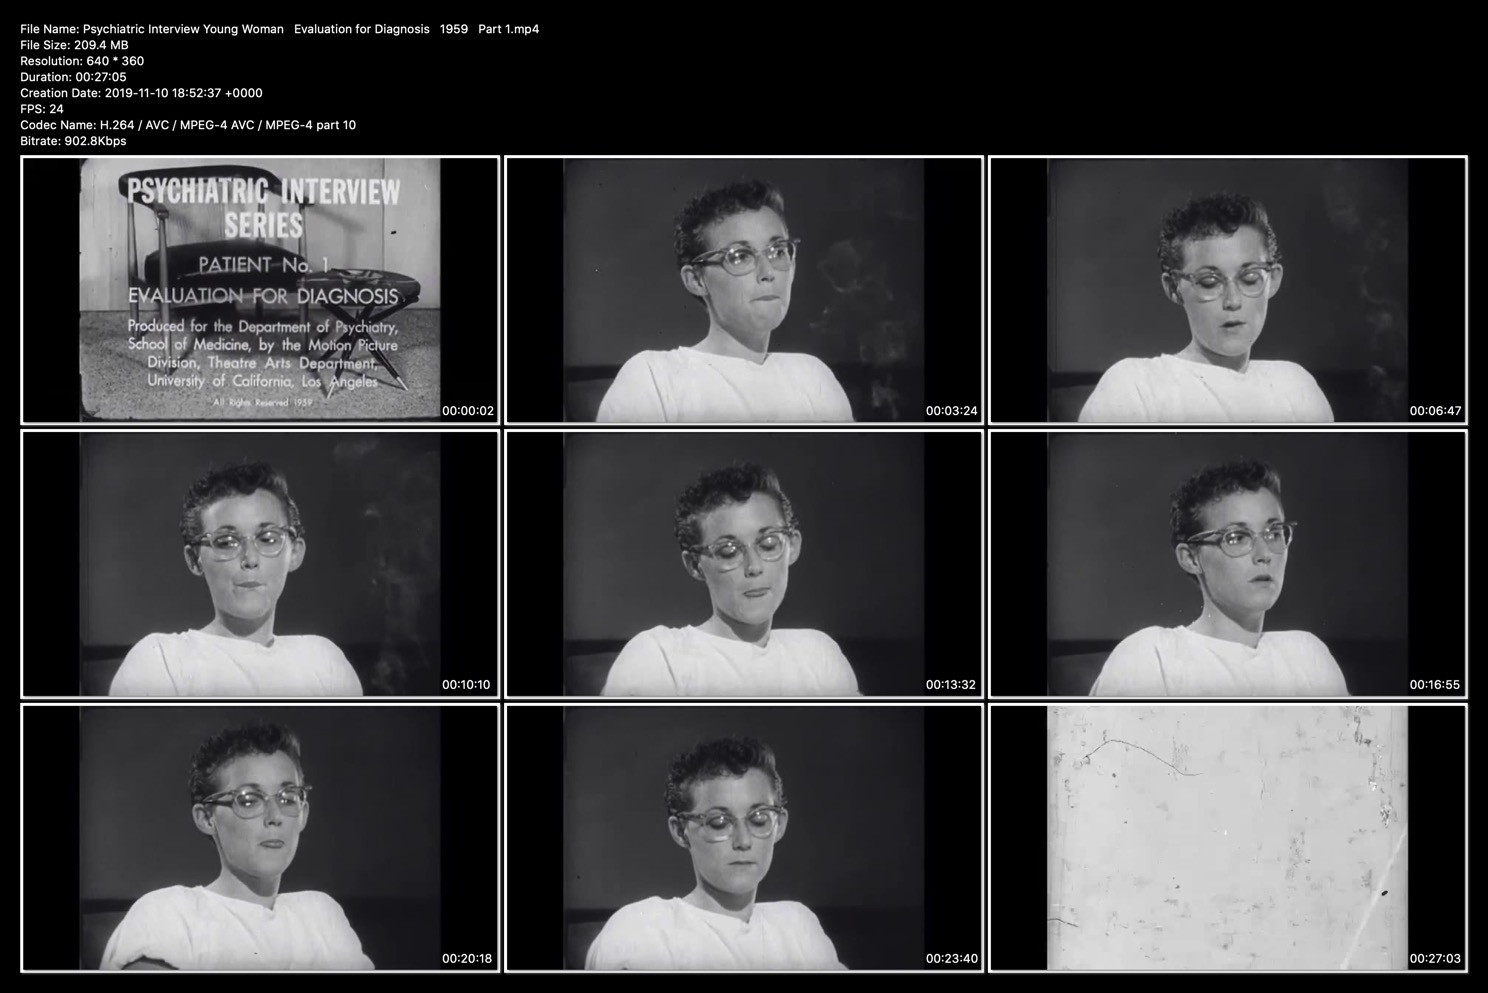 File Name: Psychiatric Interview Young Woman   Evaluation for Diagnosis   1959   Part 1.mp4
File Size: 209.4 MB
Resolution: 640 * 360
Duration: 00:27:05
Creation Date: 2019-11-10 18:52:37 +0000
FPS: 24
Codec Name: H.264 / AVC / MPEG-4 AVC / MPEG-4 part 10
Bitrate: 902.8Kbps
PSYCHIATRIC INTERVIEW
SERIES
PATIENT No. 1
EVALUATION FOR DIAGNOSIS
Produced for the Department of Psychiatry,
School of Medicine, by the Motion Picture
Division, Theatre Arts Department,
University of California, Los Angeles
All Rights Reserved 1959
00:00:02
00:03:24
00:06:47
00:10:10
00:13:32
00:16:55
00:20:18
00:23:40
00:27:03